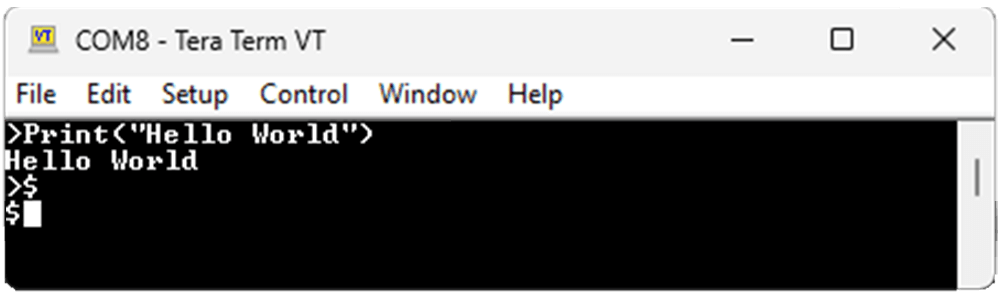 VT COM8 - Tera Term VT
File Edit Setup Control Window Help
>Print("Hello World")
Hello World
>$
$